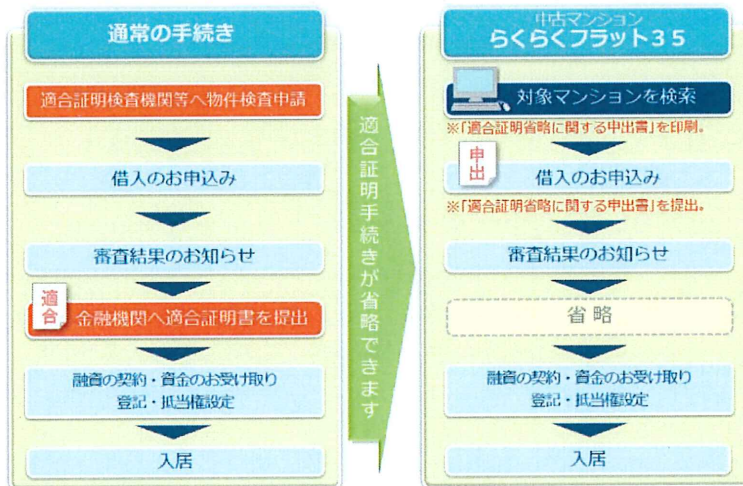 通常の手続き
適合証明検査機関等へ物件検査申請
借入のお申込み
審査結果のお知らせ
適合
金融機関へ適合証明書を提出
融資の契約・資金のお受け取り
登記・抵当権設定
入居
適合証明手続きが省略できます
中古マンション
らくらくフラット35
対象マンションを検索
※「適合証明省略に関する申出書」を印刷。
申出
借入のお申込み
※「適合証明省略に関する申出書」を提出。
審査結果のお知らせ
省略
融資の契約・資金のお受け取り
登記・抵当権設定
入居